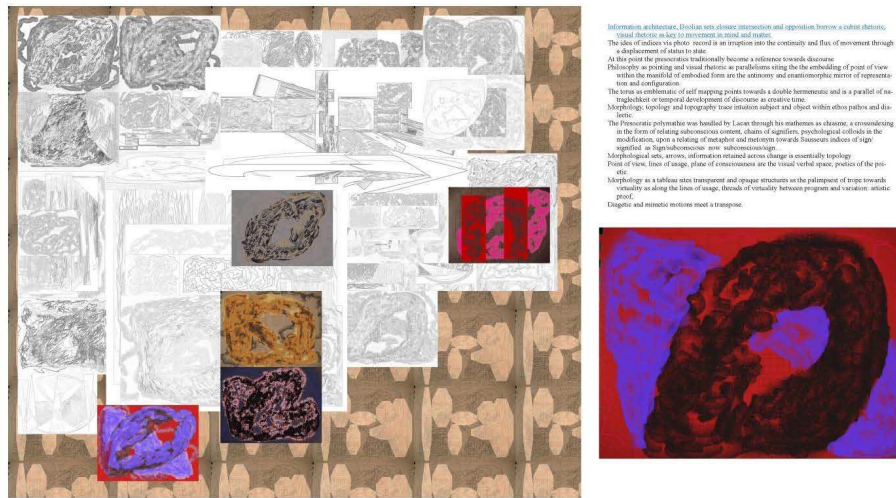 Information architecture, Doolian sets closure intersection and opposition borrow a cubist rhetoric,
visual rhetoric as key to movement in mind and matter.
The idea of indices via photo record is an irruption into the continuity and flux of movement through
a displacement of status to state.
At this point the presocratics traditionally become a reference towards discourse
Philosophy as pointing and visual rhetoric as parallelisms siting the the embedding of point of view
within the manifold of embodied form are the antinomy and enantiomorphic mirror of representa-
tion and configuration.
The torus as emblematic of self mapping points towards a double hermeneutic and is a parallel of na-
traglechkeit or temporal development of discourse as creative time.
Morphology, topology and topography trace intuition subject and object within ethos pathos and dia-
lectic.
The Presocratic polymathie was handled by Lacan through his mathemes as chiasme, a crossindexing
in the form of relating subconscious content, chains of signifiers, psychological colloids in the
modification, upon a relating of metaphor and metonym towards Sausseurs indices of sign/
signified as Sign/subconscious now subconscious/sign..
Morphological sets, arrows, information retained across change is essentially topology
Point of view, lines of usage, plane of consciousness are the visual verbal space, poetics of the poi-
etic.
Morphology as a tableau sites transparent and opaque structures as the palimpsest of trope towards
virtuality as along the lines of usage, threads of virtuality between program and variation artistic
proof,
Diagetic and mimetic motions meet a transpose.